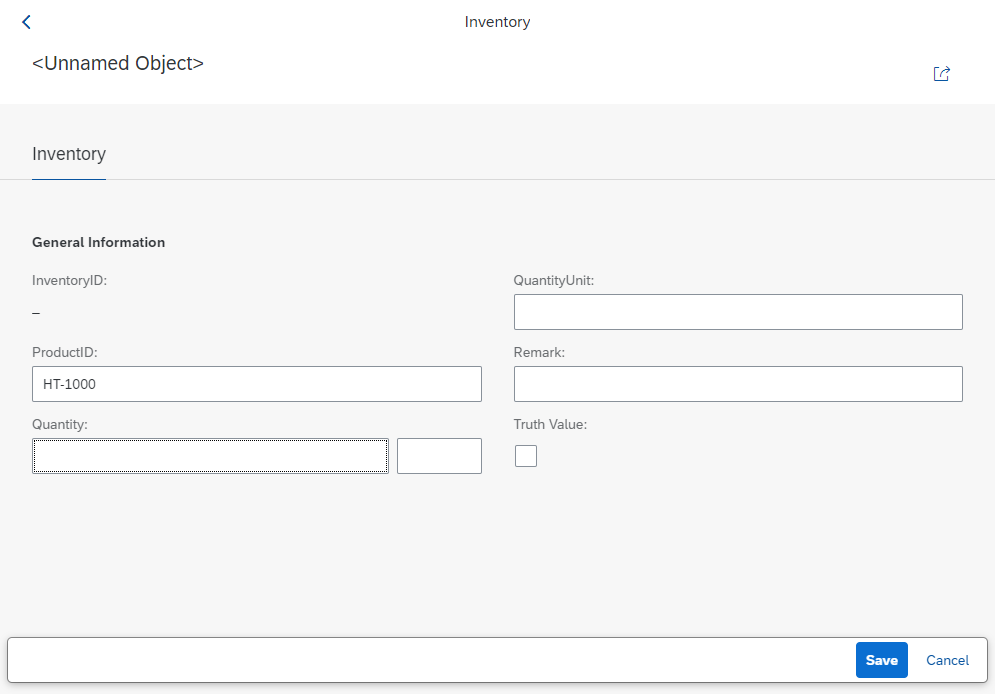 Inventory
<Unnamed Object>
Inventory
General Information
InventoryID:
–
ProductID:
HT-1000
Quantity:
QuantityUnit:
Remark:
Truth Value:
Save
Cancel